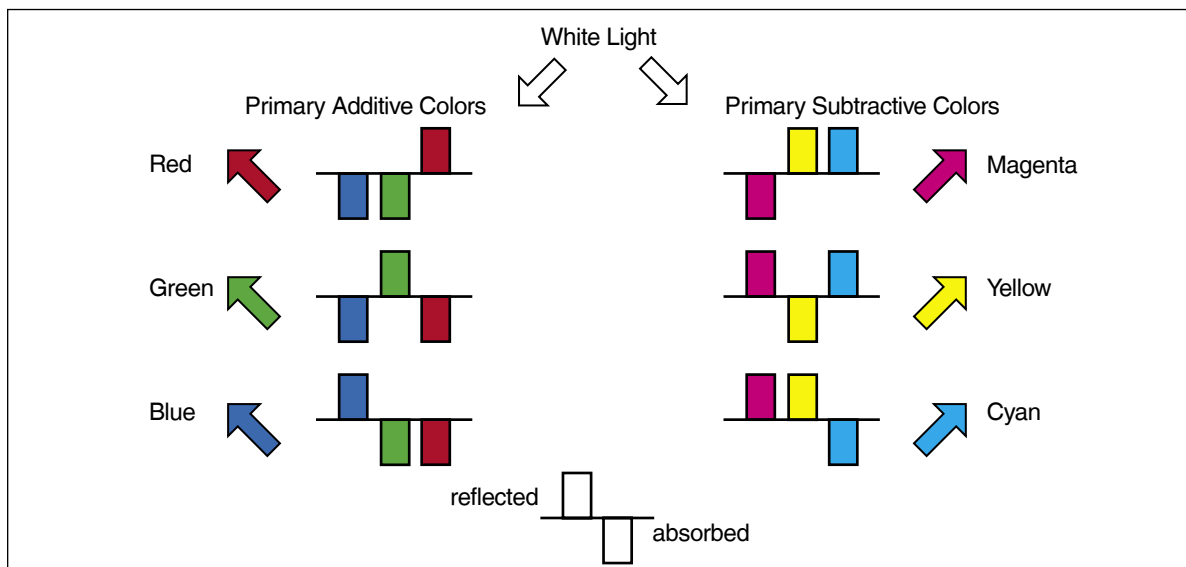 White Light
Primary Additive Colors
Primary Subtractive Colors
Red
Magenta
Green
Yellow
Blue
Cyan
reflected
absorbed